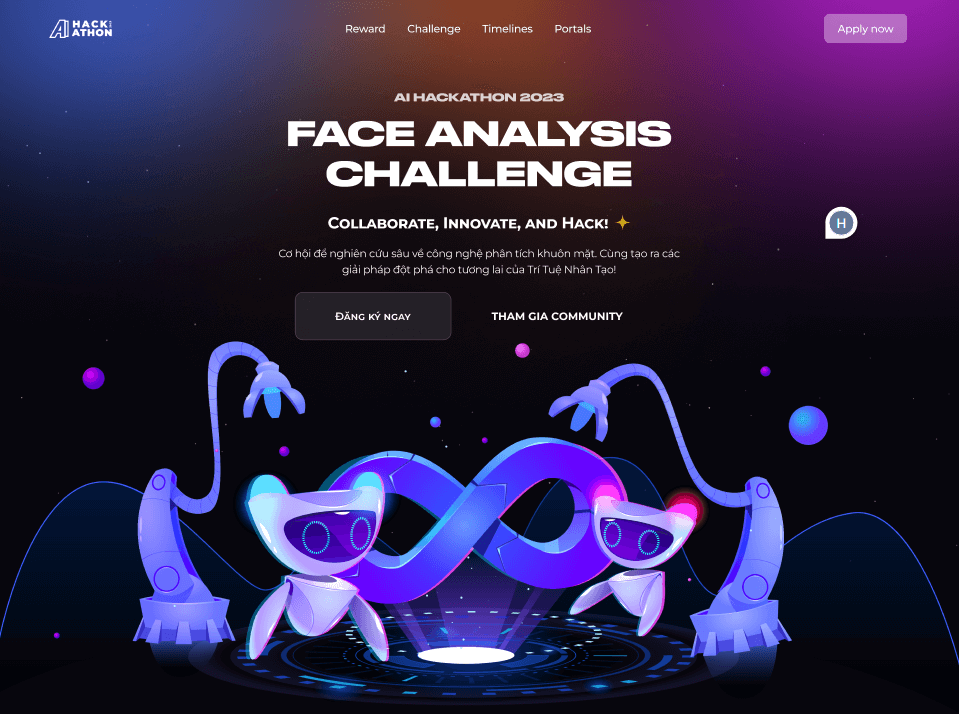 AI HACK
ATHON
Reward Challenge Timelines Portals
Apply now
AI HACKATHON 2023
FACE ANALYSIS
CHALLENGE
COLLABORATE, INNOVATE, AND HACK!
Cơ hội để nghiên cứu sâu về công nghệ phân tích khuôn mặt. Cùng tạo ra các
giải pháp đột phá cho tương lai của Trí Tuệ Nhân Tạo!
H
ĐĂNG KÝ NGAY THAM GIA COMMUNITY